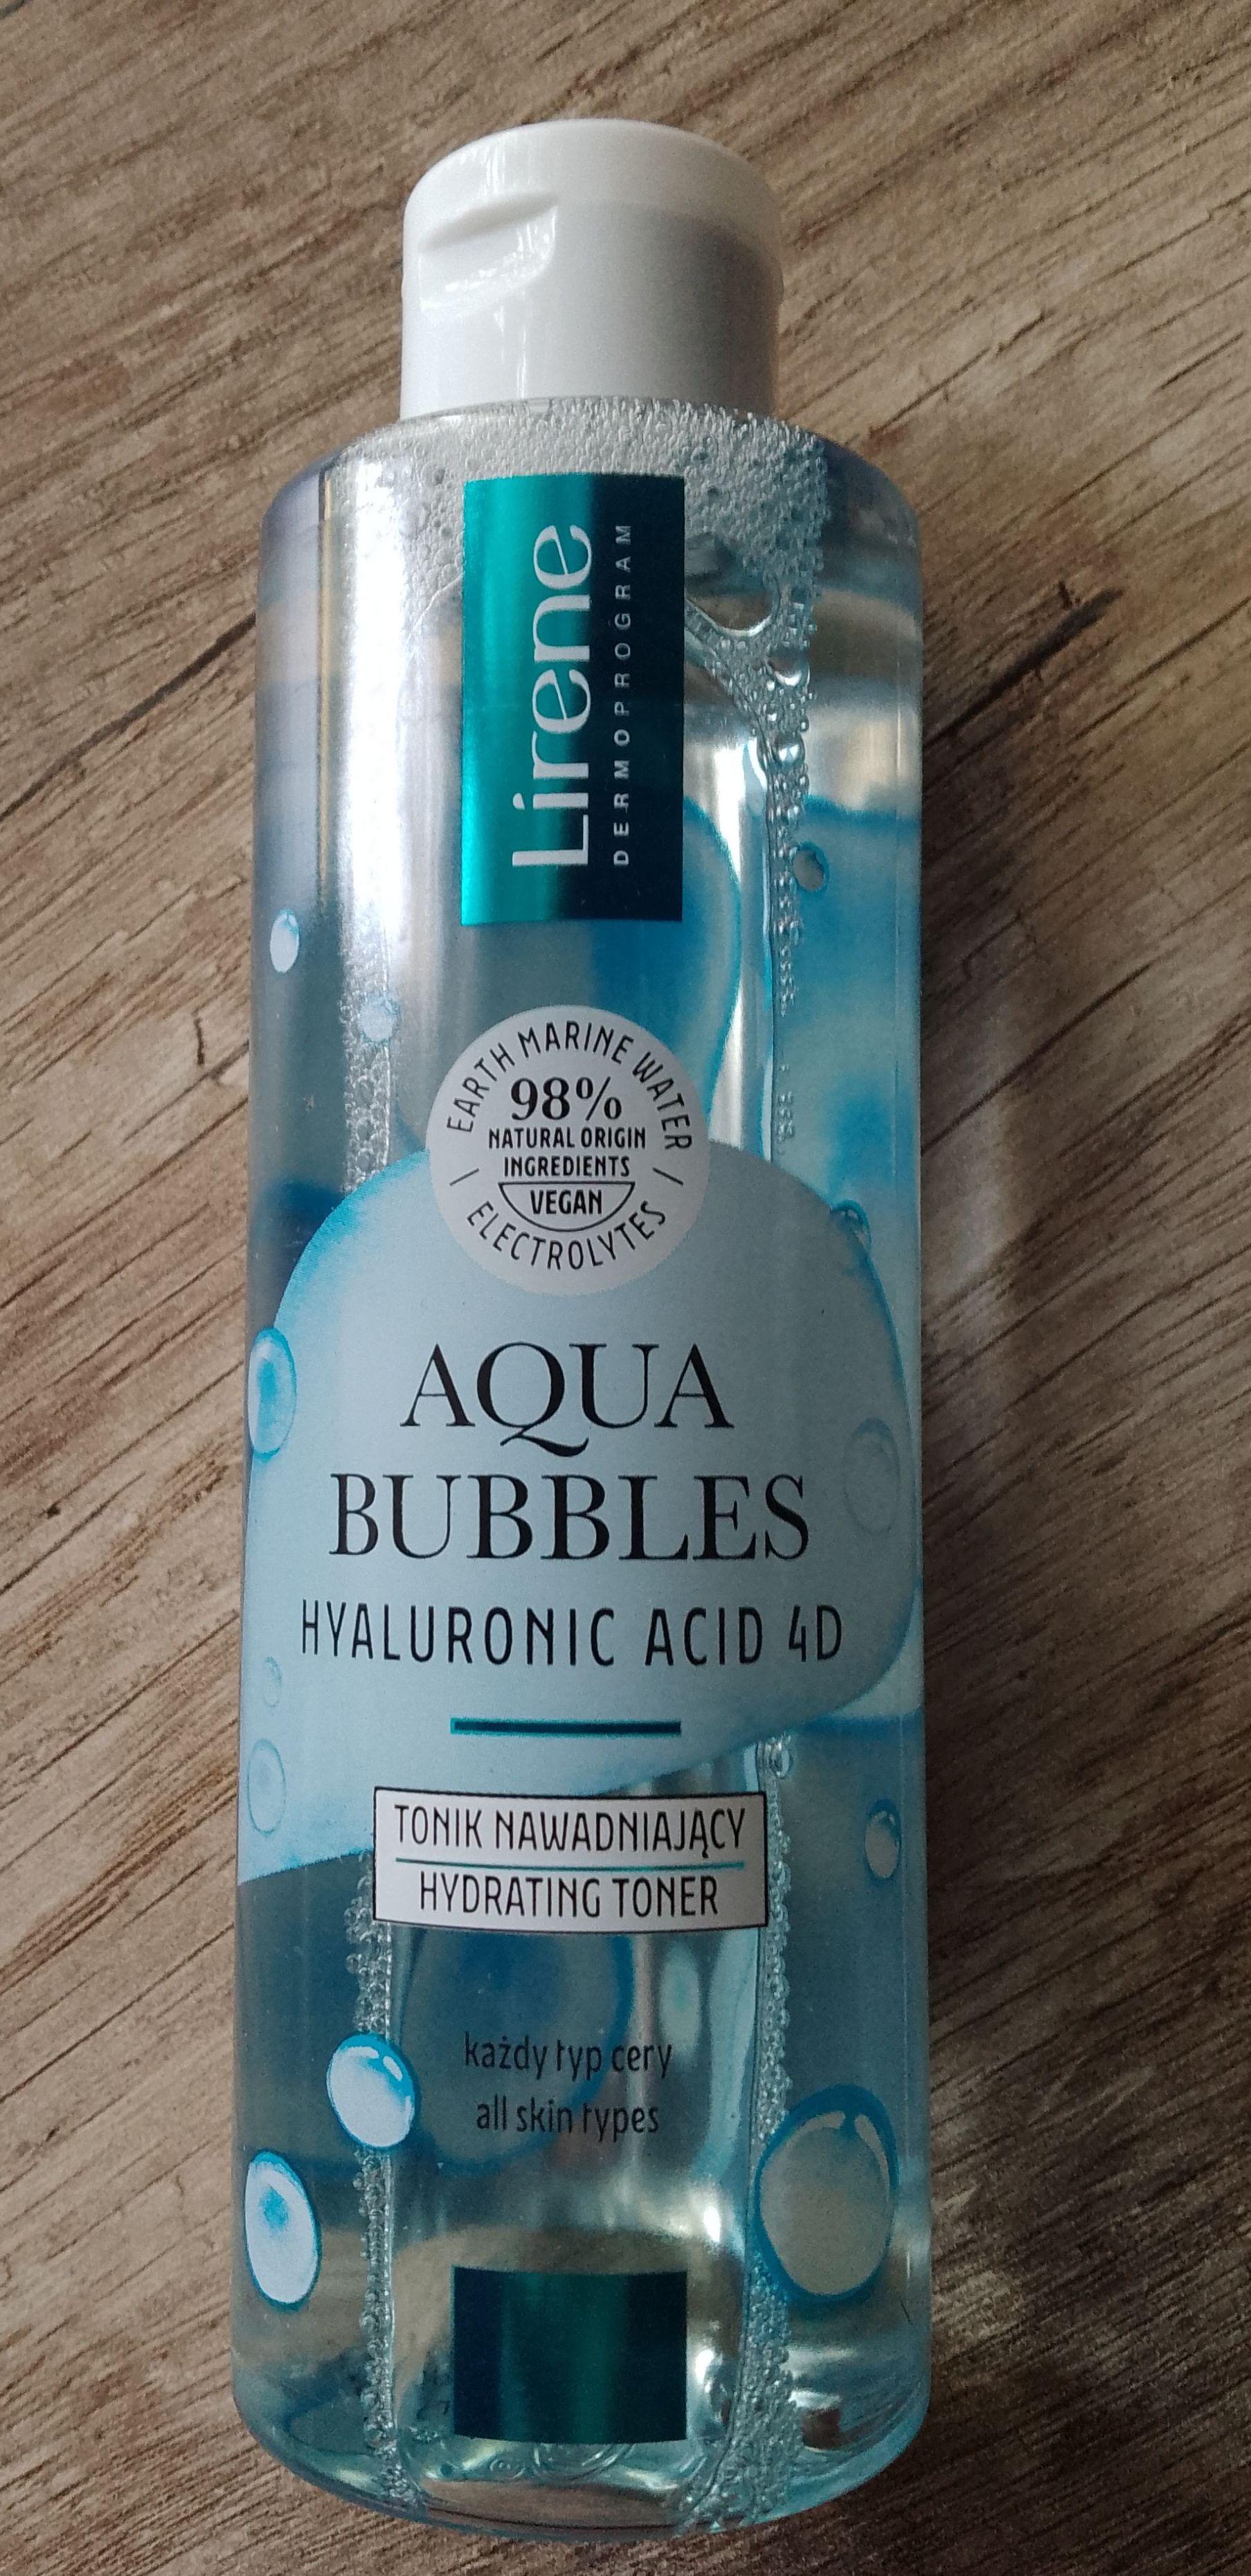 Lirene
DERMOPROGRAM
EARTH MARINE WATER
98%
NATURAL ORIGIN
INGREDIENTS
VEGAN
ELECTROLYTES
AQUA
BUBBLES
HYALURONIC ACID 4D
TONIK NAWADNIAJĄCY
HYDRATING TONER
każdy typ cery
all skin types